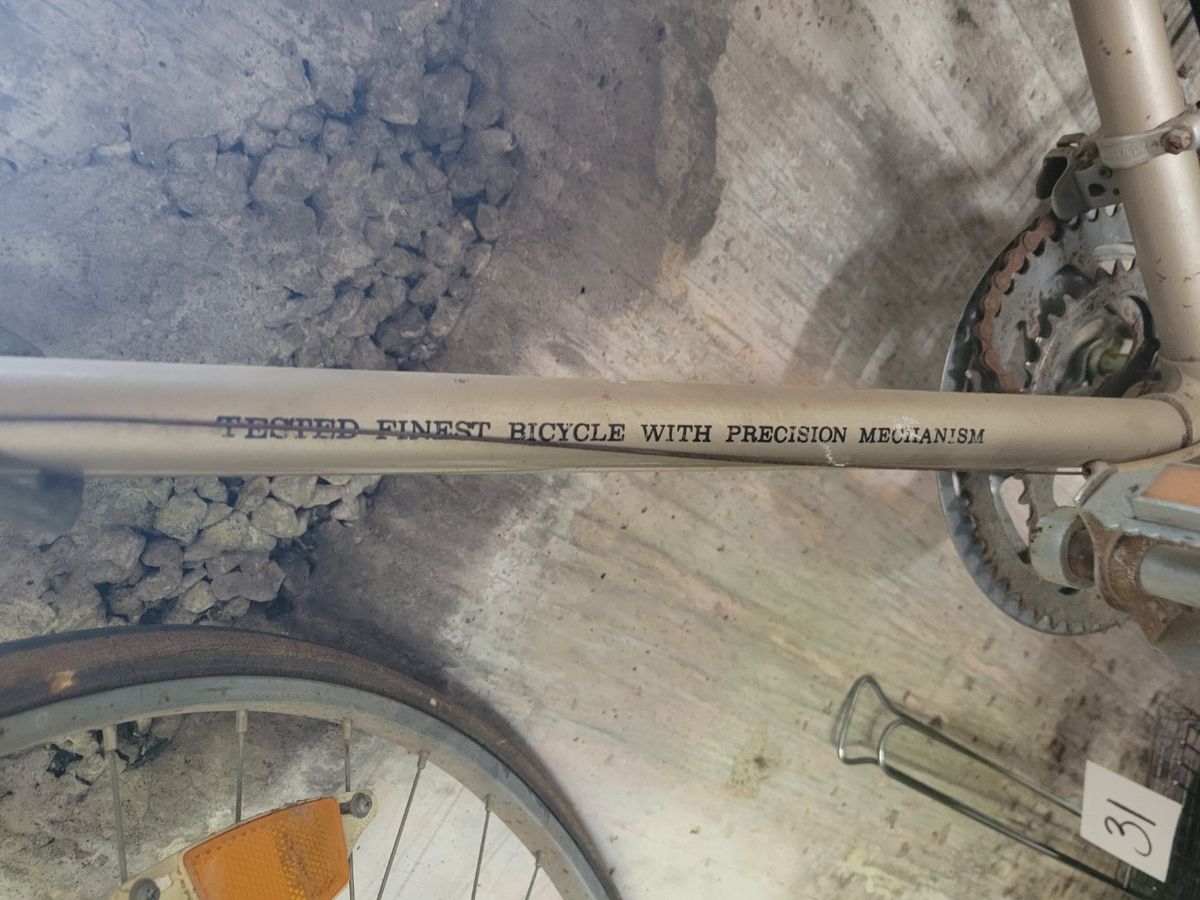 TESTED FINEST BICYCLE WITH PRECISION MECHANISM
31